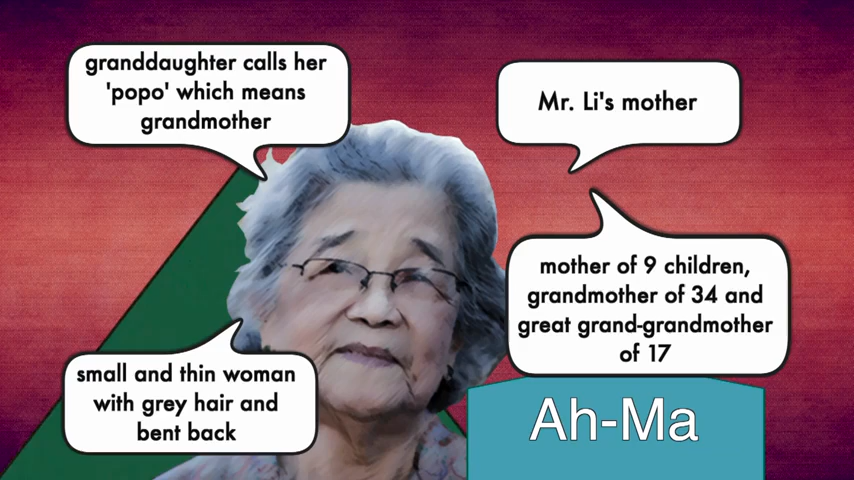 granddaughter calls her
'popo' which means
grandmother
Mr. Li's mother
mother of 9 children,
grandmother of 34 and
great grand-grandmother
of 17
small and thin woman
with grey hair and
bent back
Ah-Ma